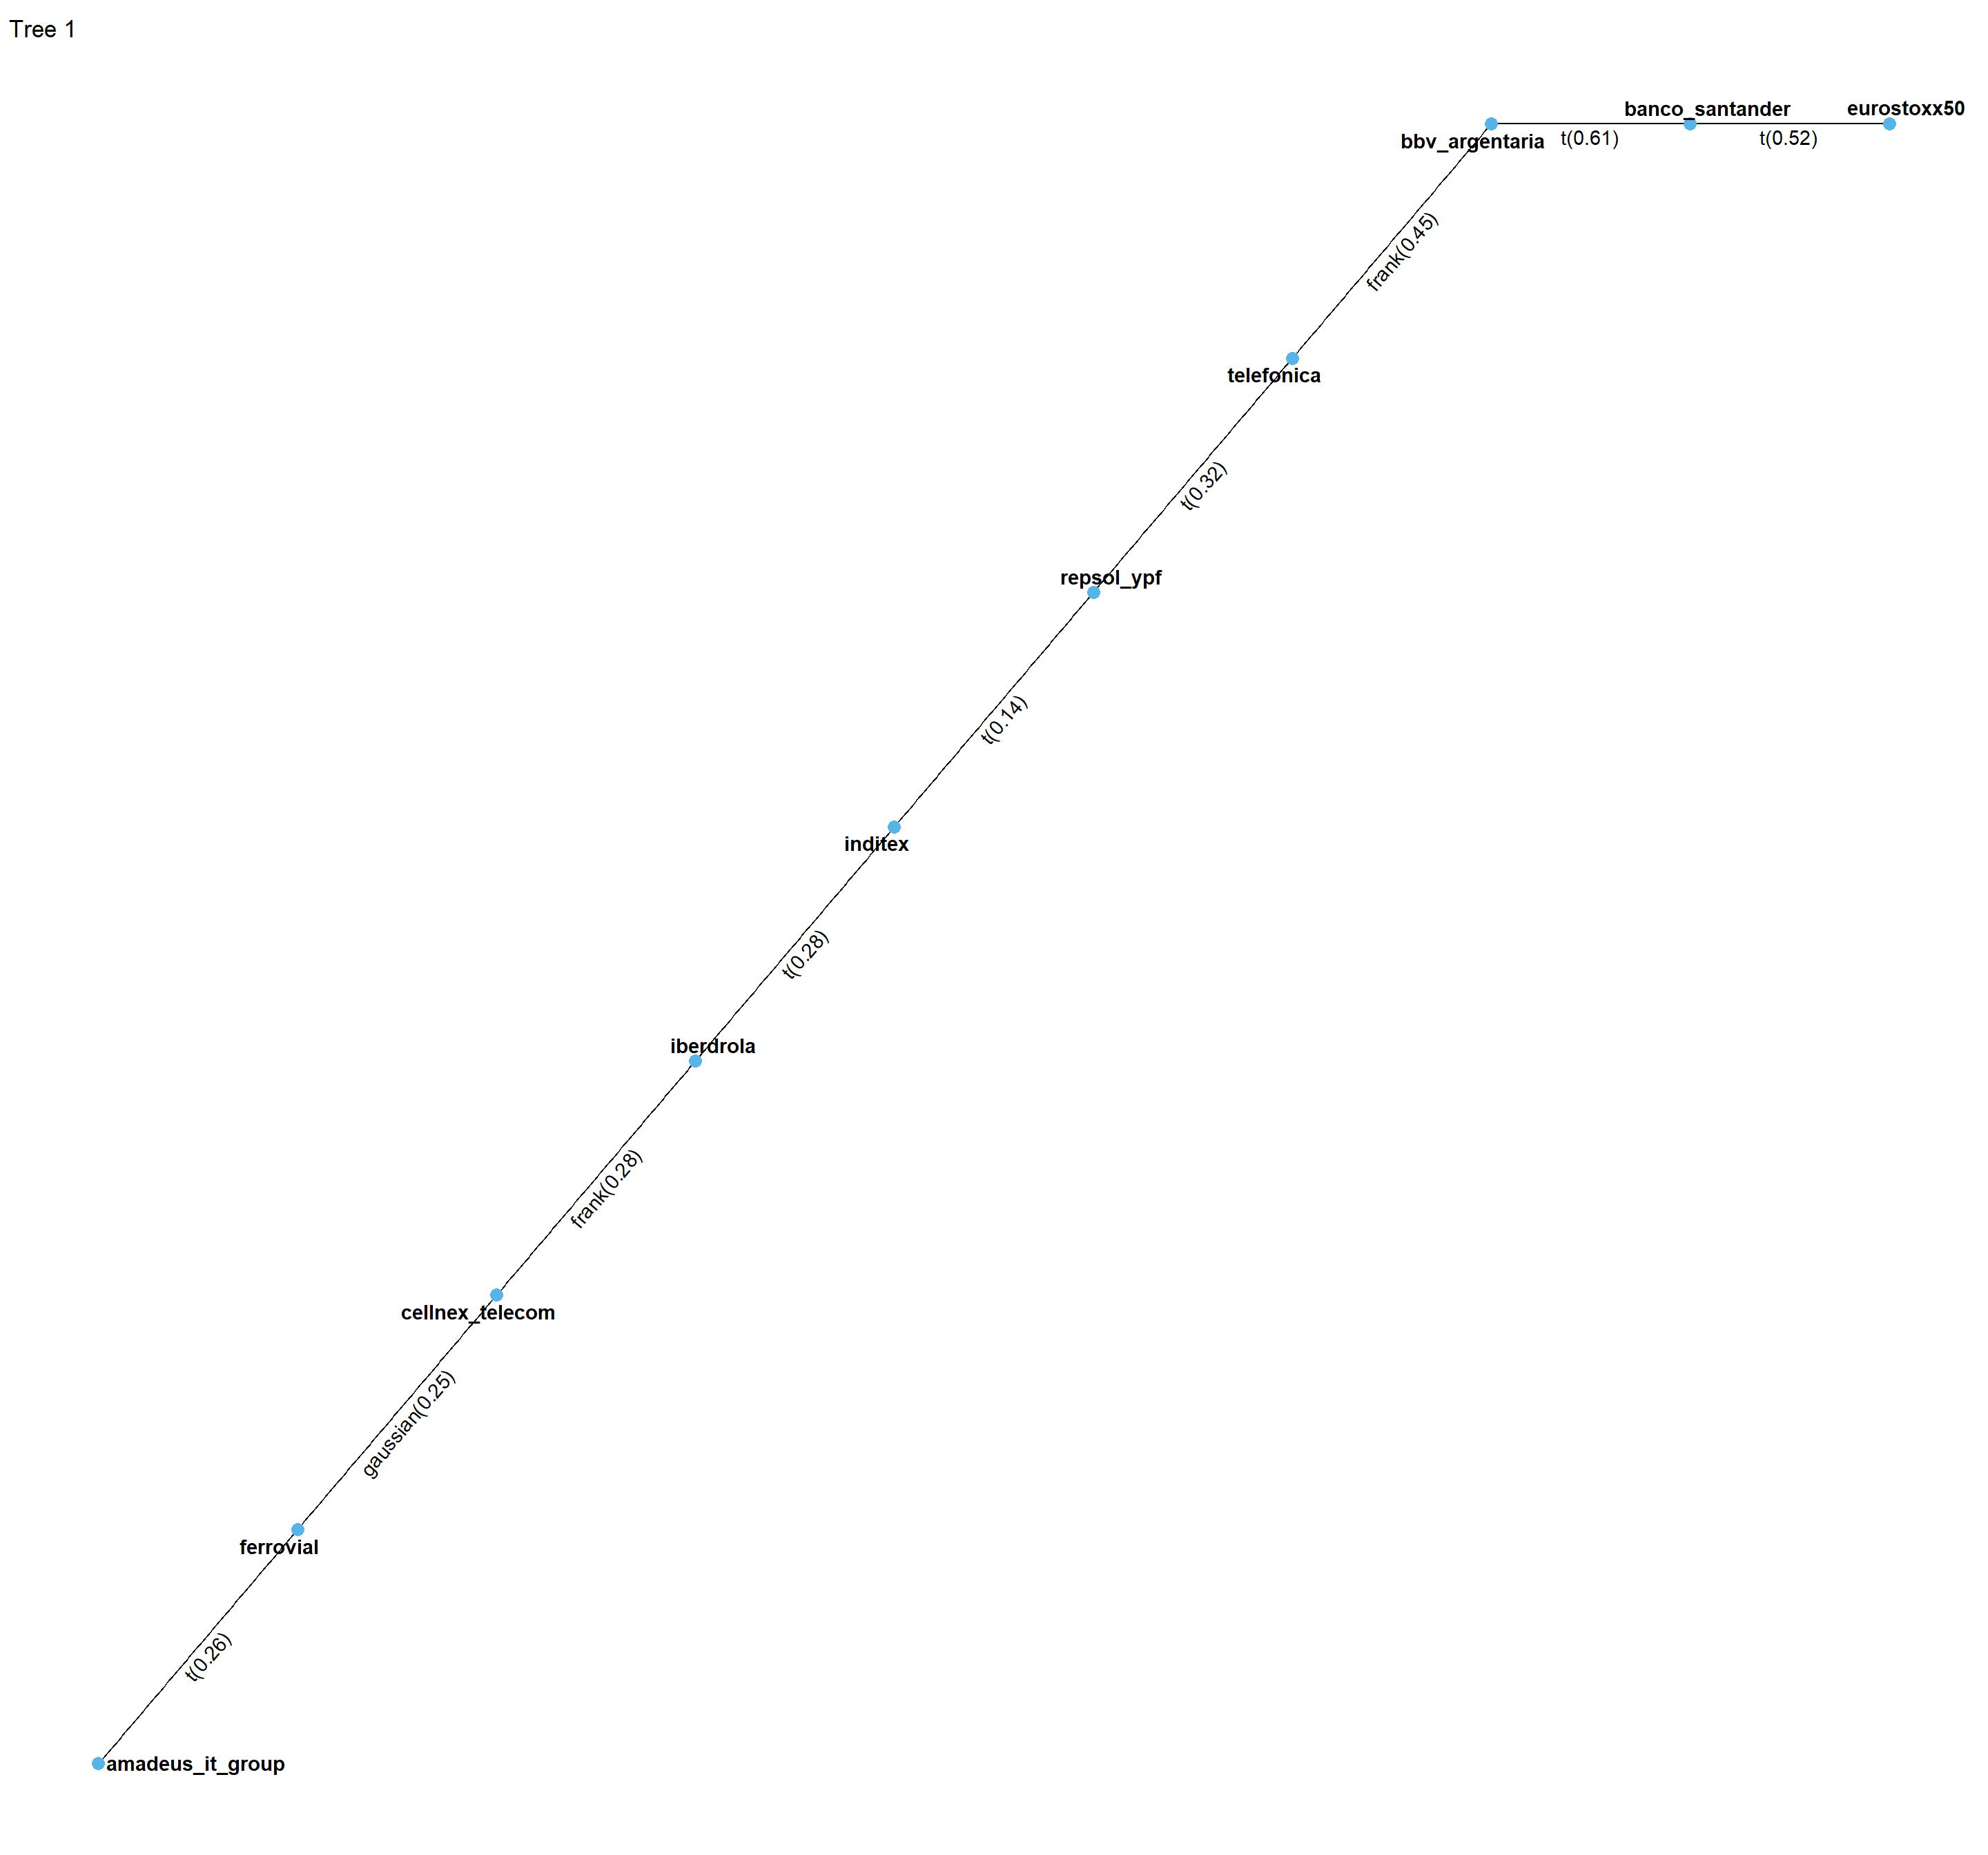 Tree 1
banco_santander
eurostoxx50
bbv_argentaria
t(0.61)
t(0.52)
frank(0.45)
telefonica
t(0.32)
repsol_ypf
t(0.14)
inditex
t(0.28)
iberdrola
frank(0.28)
cellnex_telecom
gaussian(0.25)
ferrovial
t(0.26)
amadeus_it_group